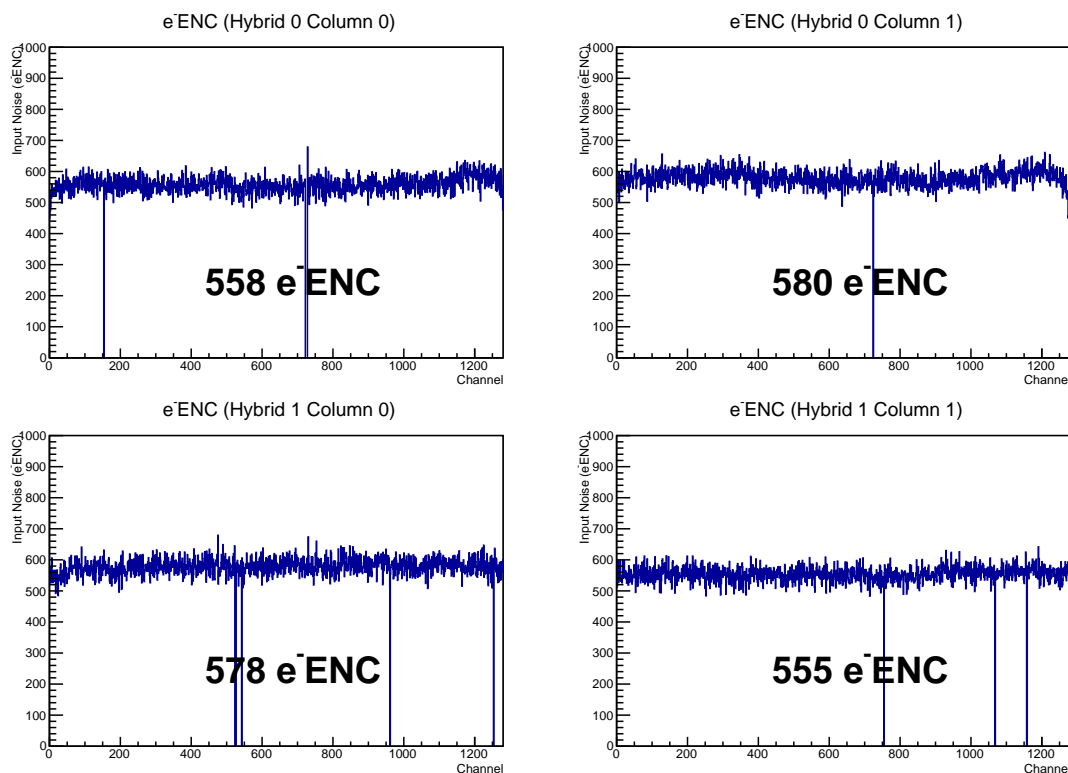 e⁻ENC (Hybrid 0 Column 0)
Input Noise (e⁻ENC)
1000
900
800
700
600
500
400
300
200
100
0
558 e⁻ENC
0 200 400 600 800 1000 1200
Channel
e⁻ENC (Hybrid 0 Column 1)
Input Noise (e⁻ENC)
1000
900
800
700
600
500
400
300
200
100
0
580 e⁻ENC
0 200 400 600 800 1000 1200
Channel
e⁻ENC (Hybrid 1 Column 0)
Input Noise (e⁻ENC)
1000
900
800
700
600
500
400
300
200
100
0
578 e⁻ENC
0 200 400 600 800 1000 1200
Channel
e⁻ENC (Hybrid 1 Column 1)
Input Noise (e⁻ENC)
1000
900
800
700
600
500
400
300
200
100
0
555 e⁻ENC
0 200 400 600 800 1000 1200
Channel